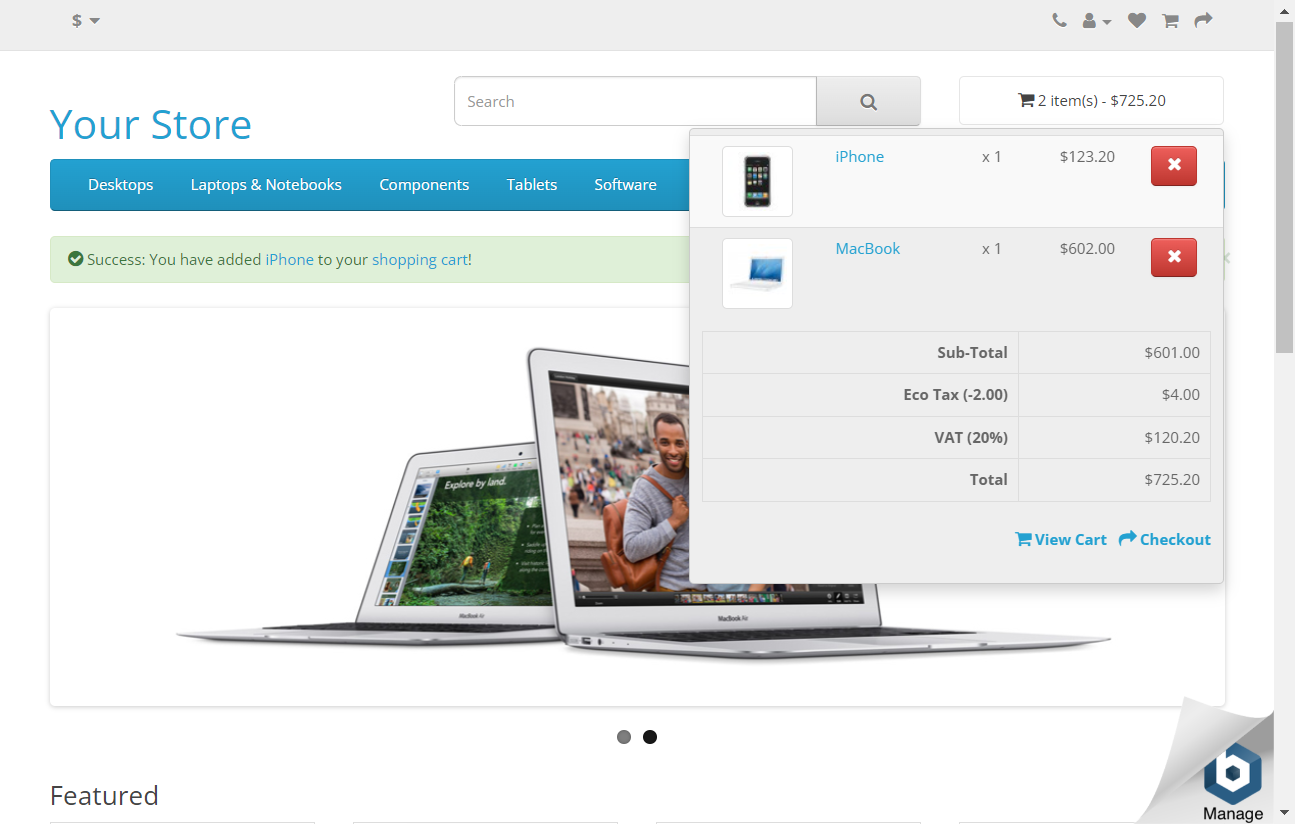 $
Search
2 item(s) - $725.20
Your Store
iPhone x 1 $123.20
Desktops Laptops & Notebooks Components Tablets Software
MacBook x 1 $602.00
Success: You have added iPhone to your shopping cart!
Sub-Total $601.00
Eco Tax (-2.00) $4.00
VAT (20%) $120.20
Total $725.20
View Cart Checkout
Explore by land.
MacBook Air
MacBook Air
Featured
Manage